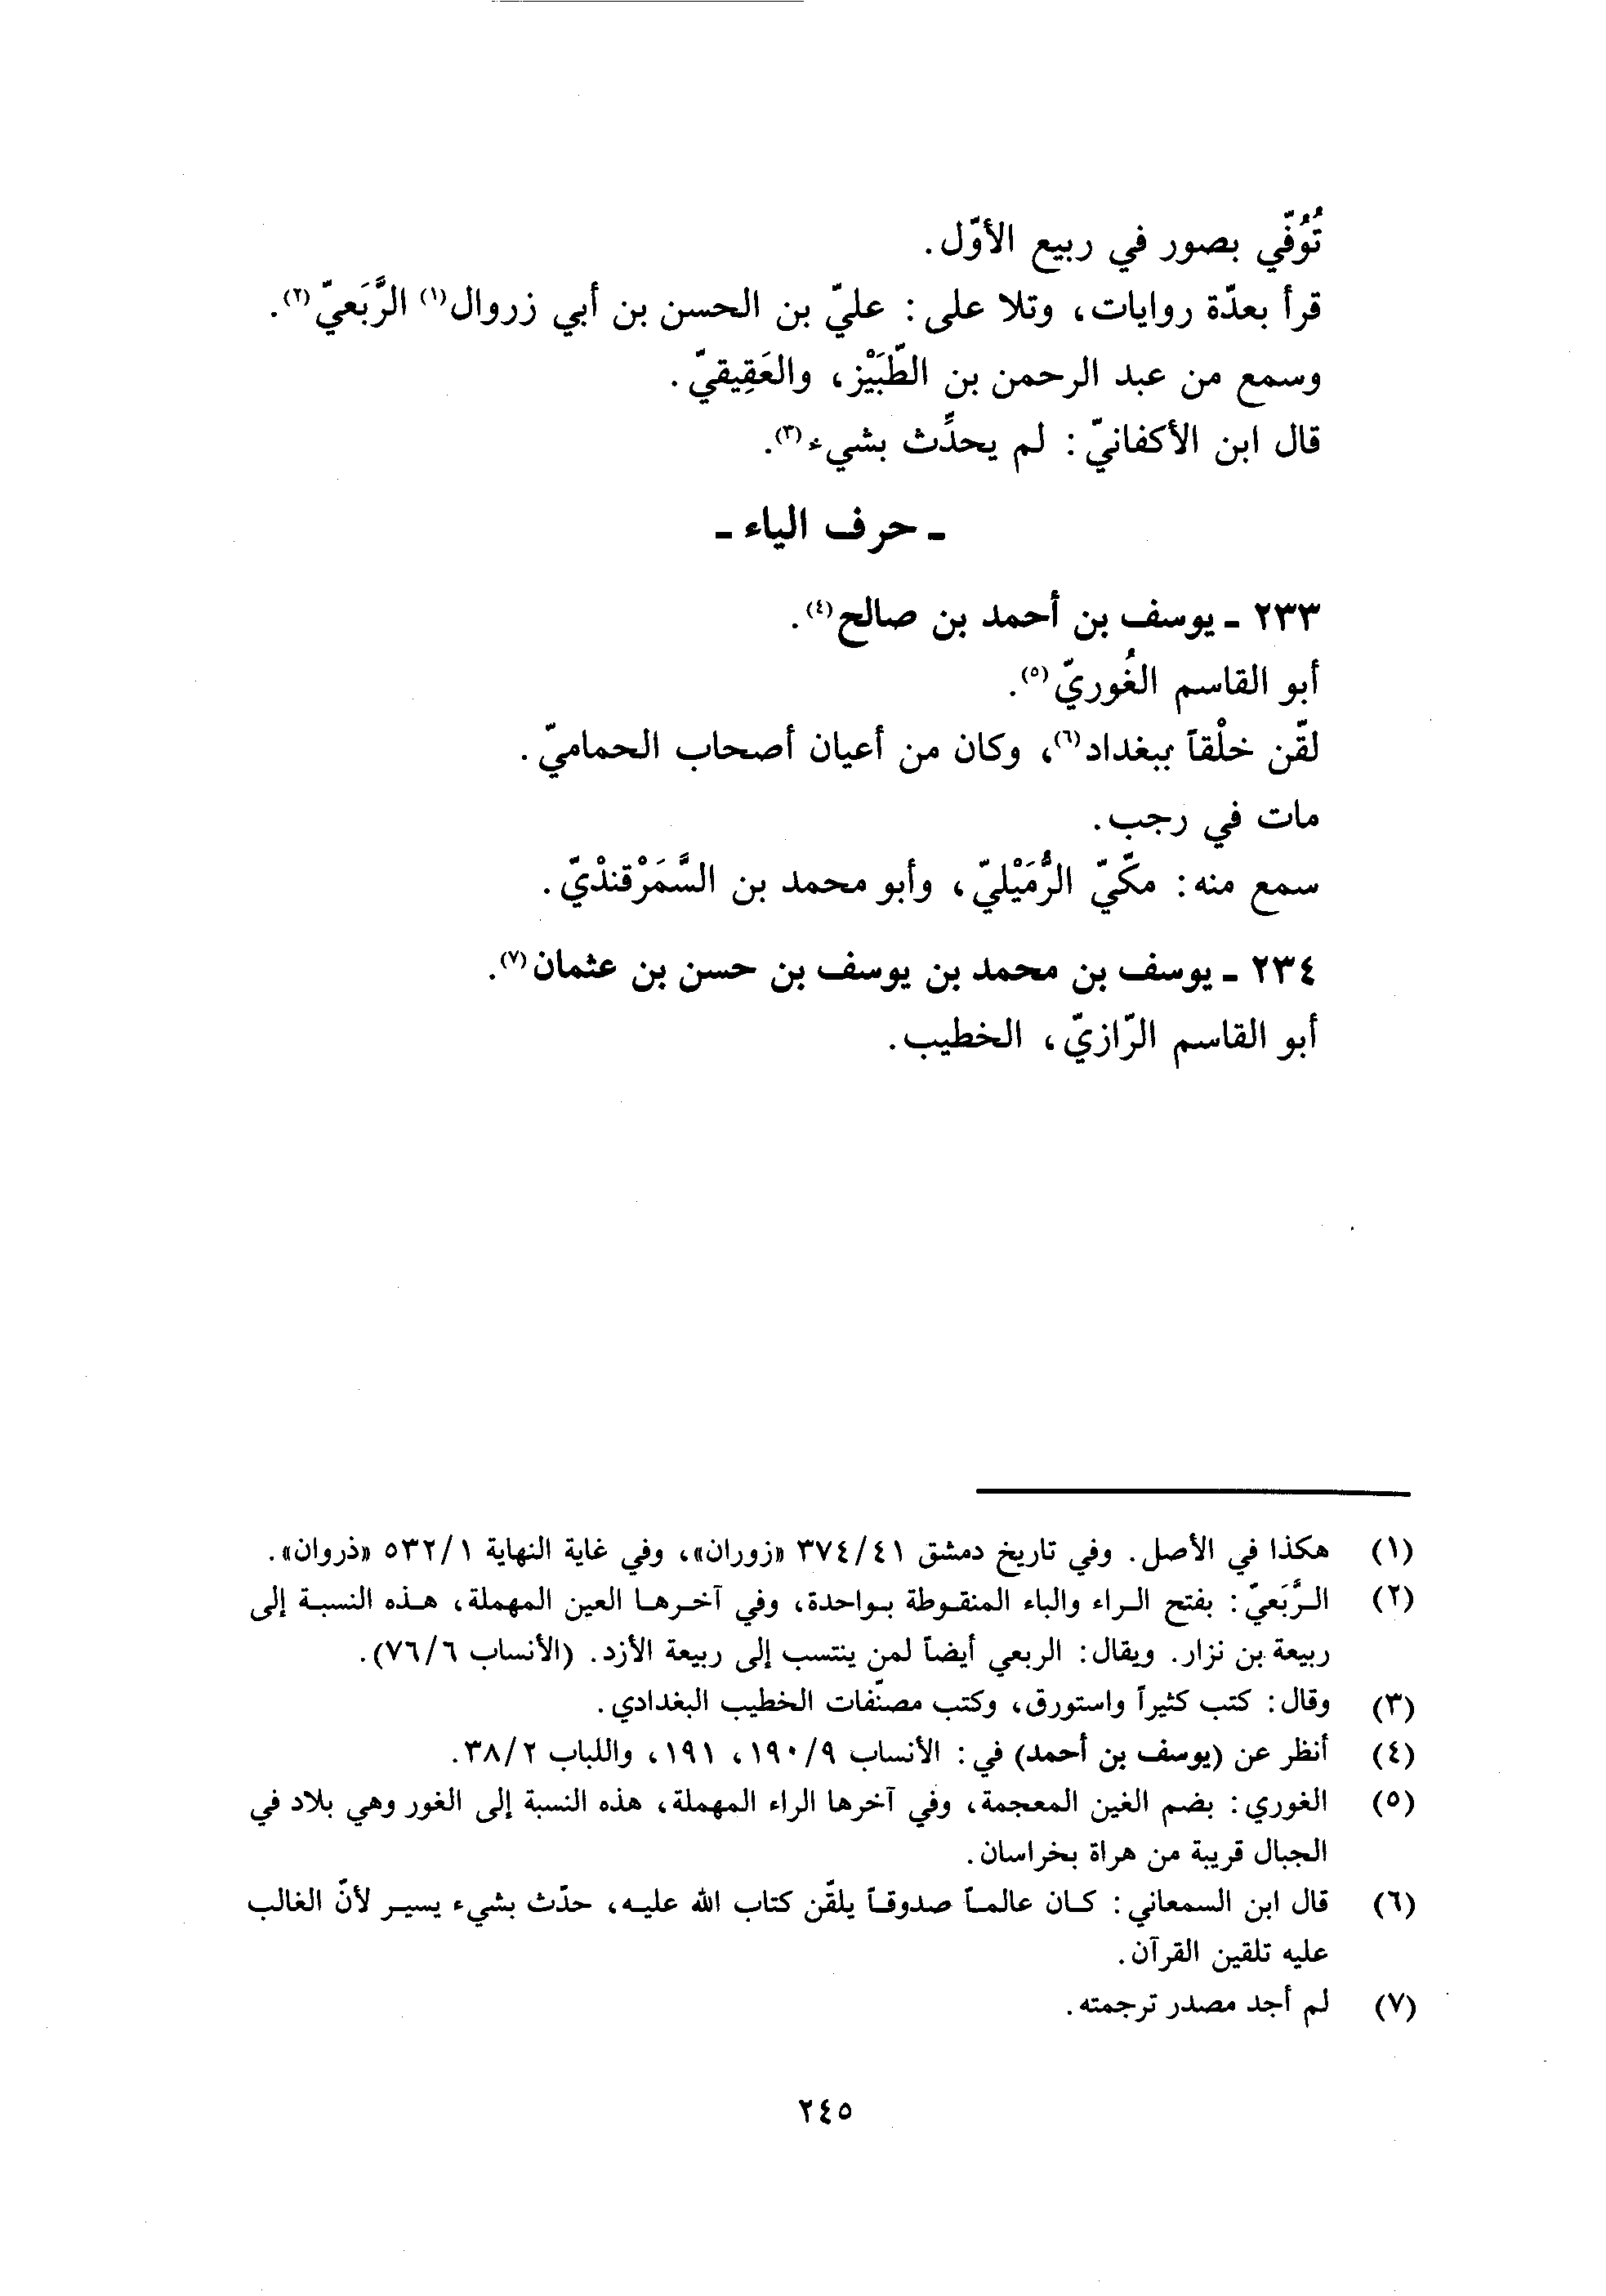 تُوُفّي بصور في ربيع الأوّل.
قرأ بعدّة روايات، وتلا على: عليّ بن الحسن بن أبي زروال(١) الرَّبَعيّ(٢).
وسمع من عبد الرحمن بن الطُّبَيْز، والعَقِيقيّ.
قال ابن الأكفانيّ: لم يحدِّث بشيء(٣).
ـ حرف الياء ـ
٢٣٣ ـ يوسف بن أحمد بن صالح(٤).
أبو القاسم الغُوريّ(٥).
لقّن خلْقاً ببغداد(٦)، وكان من أعيان أصحاب الحماميّ.
مات في رجب.
سمع منه: مكّيّ الرُّمَيْليّ، وأبو محمد بن السَّمَرْقنديّ.
٢٣٤ ـ يوسف بن محمد بن يوسف بن حسن بن عثمان(٧).
أبو القاسم الرّازيّ، الخطيب.
(١) هكذا في الأصل. وفي تاريخ دمشق ٣٧٤/٤١ «زوران»، وفي غاية النهاية ٥٣٢/١ «ذروان».
(٢) الرَّبَعيّ: بفتح الراء والباء المنقوطة بواحدة، وفي آخرها العين المهملة، هذه النسبة إلى
ربيعة بن نزار. ويقال: الربعي أيضاً لمن ينتسب إلى ربيعة الأزد. (الأنساب ٧٦/٦).
(٣) وقال: كتب كثيراً واستورق، وكتب مصنّفات الخطيب البغدادي.
(٤) أنظر عن (يوسف بن أحمد) في: الأنساب ١٩٠/٩، ١٩١، واللباب ٣٨/٢.
(٥) الغوري: بضم الغين المعجمة، وفي آخرها الراء المهملة، هذه النسبة إلى الغور وهي بلاد في
الجبال قريبة من هراة بخراسان.
(٦) قال ابن السمعاني: كان عالماً صدوقاً يلقّن كتاب الله عليه، حدّث بشيء يسير لأنّ الغالب
عليه تلقين القرآن.
(٧) لم أجد مصدر ترجمته.
٢٤٥